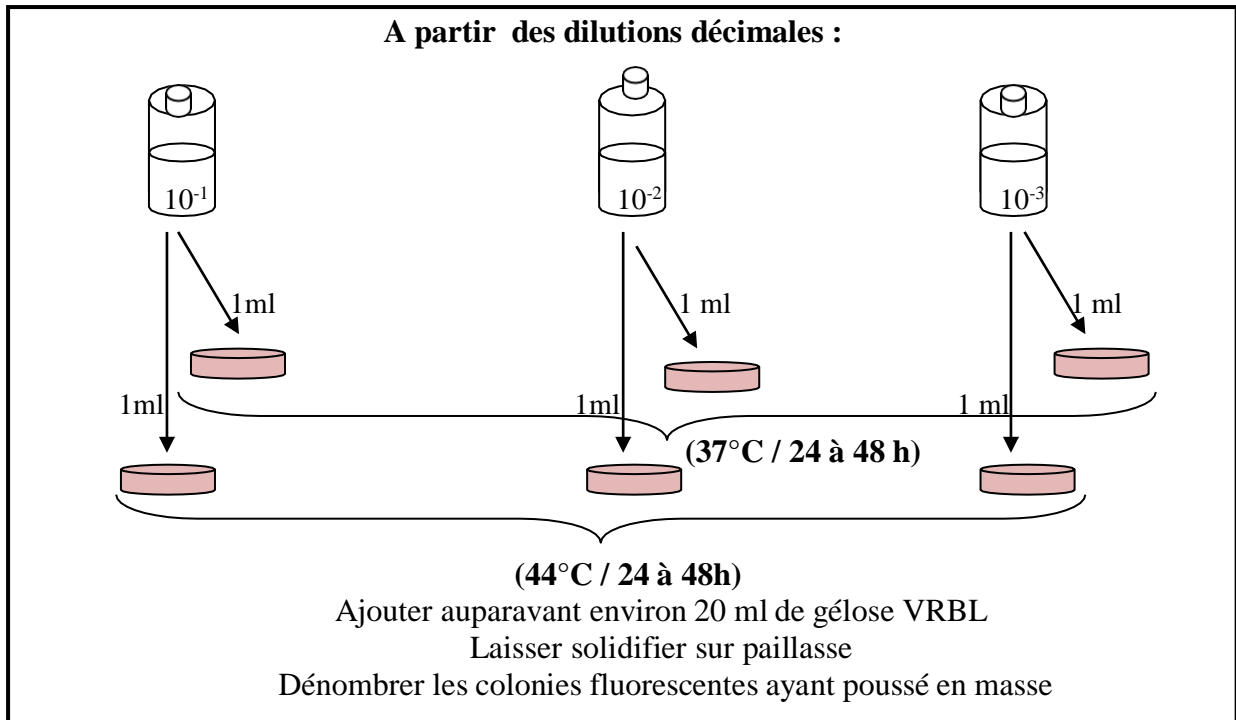 A partir des dilutions décimales :
10⁻¹
10⁻²
10⁻³
1ml
1 ml
1 ml
1ml
1ml
1 ml
(37°C / 24 à 48 h)
(44°C / 24 à 48h)
Ajouter auparavant environ 20 ml de gélose VRBL
Laisser solidifier sur paillasse
Dénombrer les colonies fluorescentes ayant poussé en masse